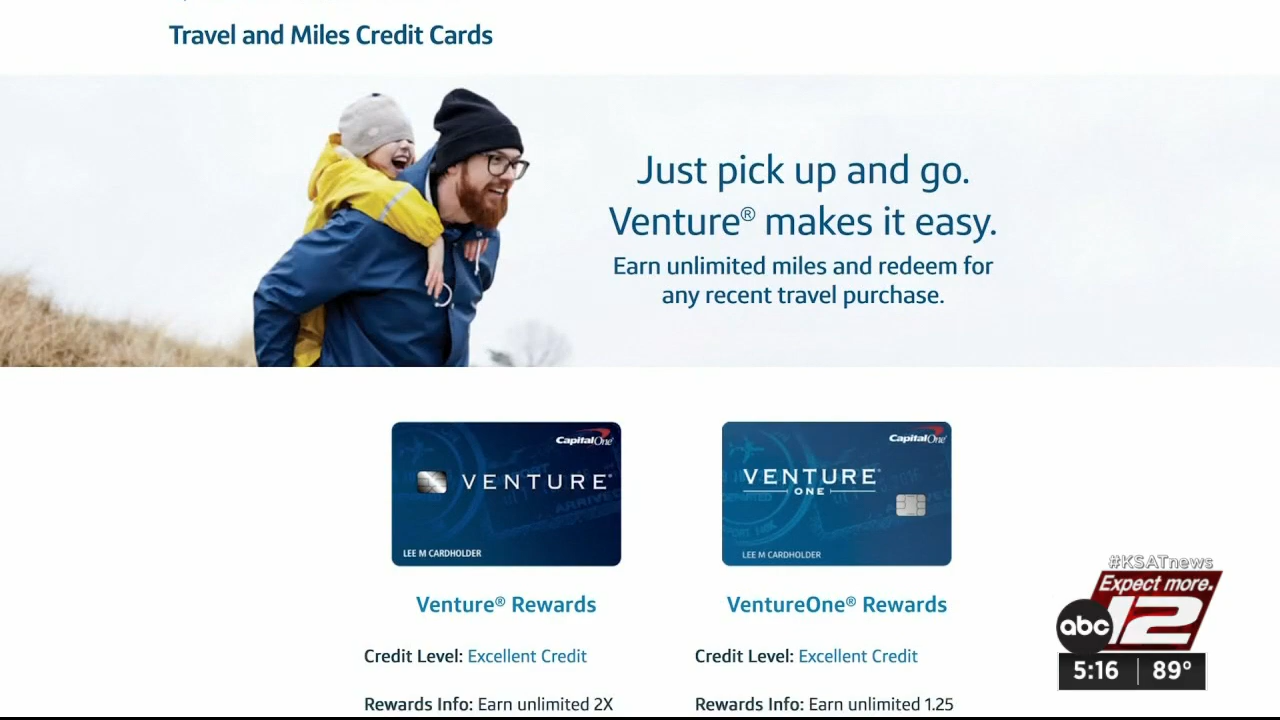 Travel and Miles Credit Cards
Just pick up and go.
Venture® makes it easy.
Earn unlimited miles and redeem for
any recent travel purchase.
Capital One®
VENTURE®
LEE M CARDHOLDER
Capital One®
VENTURE®
ONE
LEE M CARDHOLDER
Venture® Rewards
VentureOne® Rewards
Credit Level: Excellent Credit
Credit Level: Excellent Credit
Rewards Info: Earn unlimited 2X
Rewards Info: Earn unlimited 1.25
#KSATnews
Expect more.
abc 12
5:16 89°